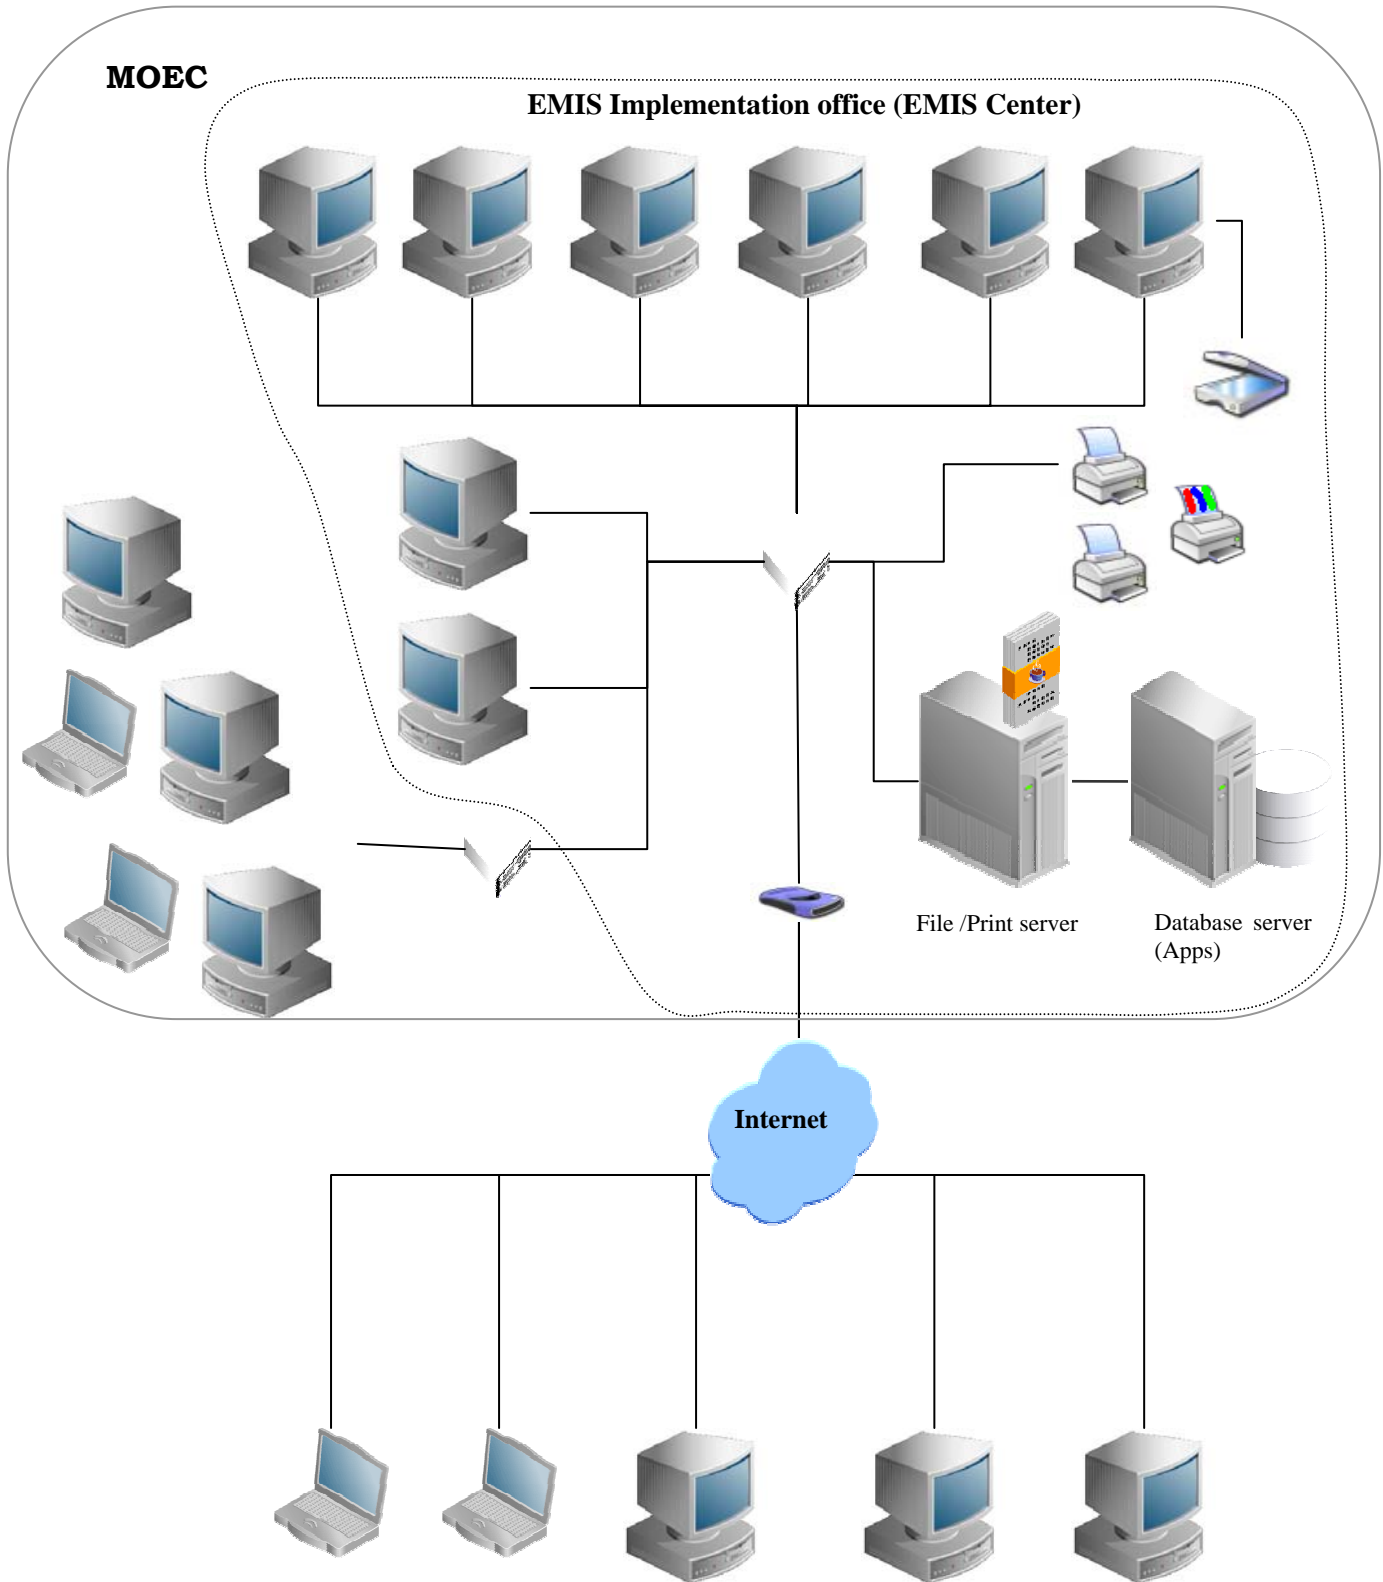 MOEC
EMIS Implementation office (EMIS Center)
File /Print server
Database server
(Apps)
Internet